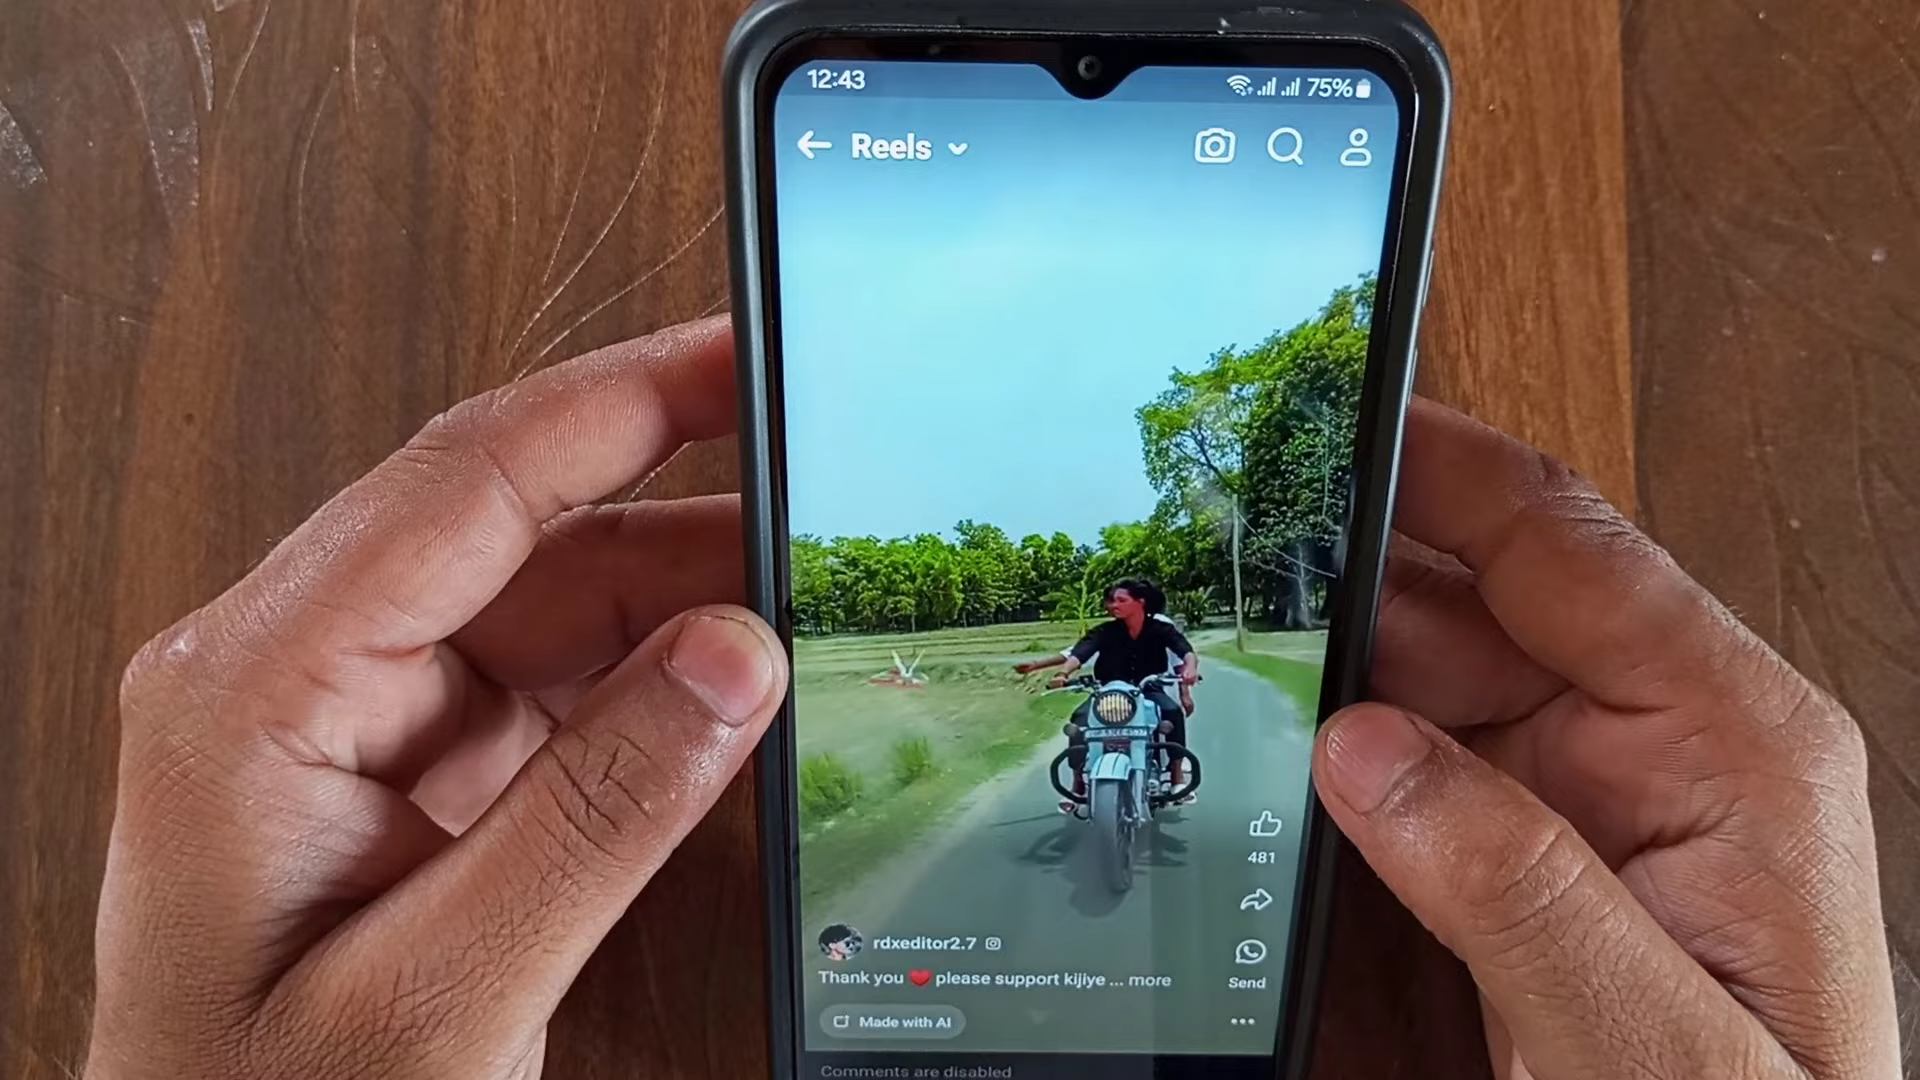 12:43
75%
Reels
481
rdxeditor2.7
Thank you ❤️ please support kijiye ... more
Send
Made with AI
Comments are disabled